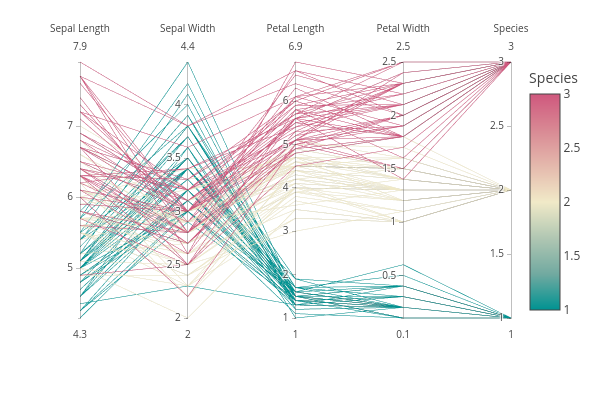 Sepal Length Sepal Width Petal Length Petal Width Species
7.9 4.4 6.9 2.5 3
7 6 5
4 3.5 3 2.5 2
6 5 4 3 2 1
2.5 2 1.5 1 0.5
3 2.5 2 1.5 1
4.3 2 1 0.1 1
Species
3
2.5
2
1.5
1